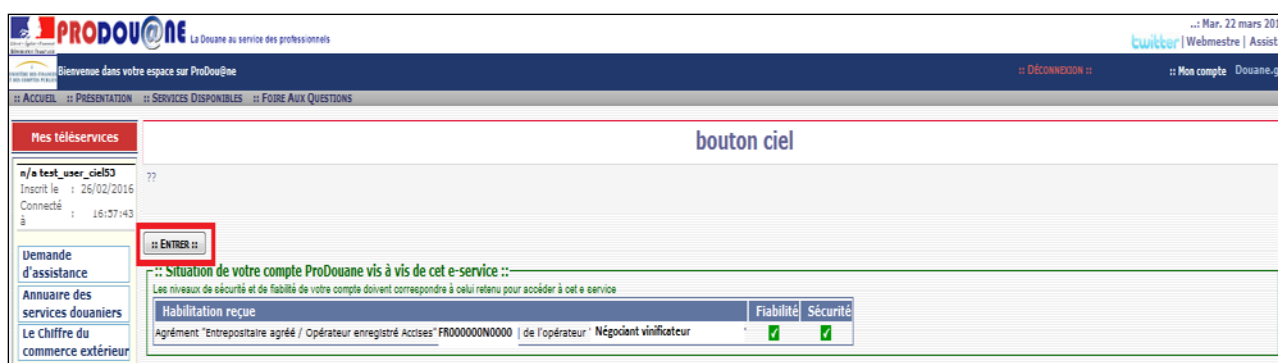 PRODOU@NE La Douane au service des professionnels
..: Mar. 22 mars 201
twitter | Webmestre | Assist
Bienvenue dans votre espace sur ProDou@ne
:: DÉCONNEXION ::
:: Mon compte Douane.g
:: ACCUEIL :: PRÉSENTATION :: SERVICES DISPONIBLES :: FOIRE AUX QUESTIONS
Mes téléservices
bouton ciel
n/a test_user_ciel53
Inscrit le : 26/02/2016
Connecté à : 16:57:43
??
:: ENTRER ::
Demande d'assistance
Annuaire des services douaniers
Le Chiffre du commerce extérieur
:: Situation de votre compte ProDouane vis à vis de cet e-service ::
Les niveaux de sécurité et de fiabilité de votre compte doivent correspondre à celui retenu pour accéder à cet e service
Habilitation reçue Fiabilité Sécurité
Agrément "Entrepositaire agréé / Opérateur enregistré Accises" FR000000N0000 | de l'opérateur ' Négociant vinificateur '